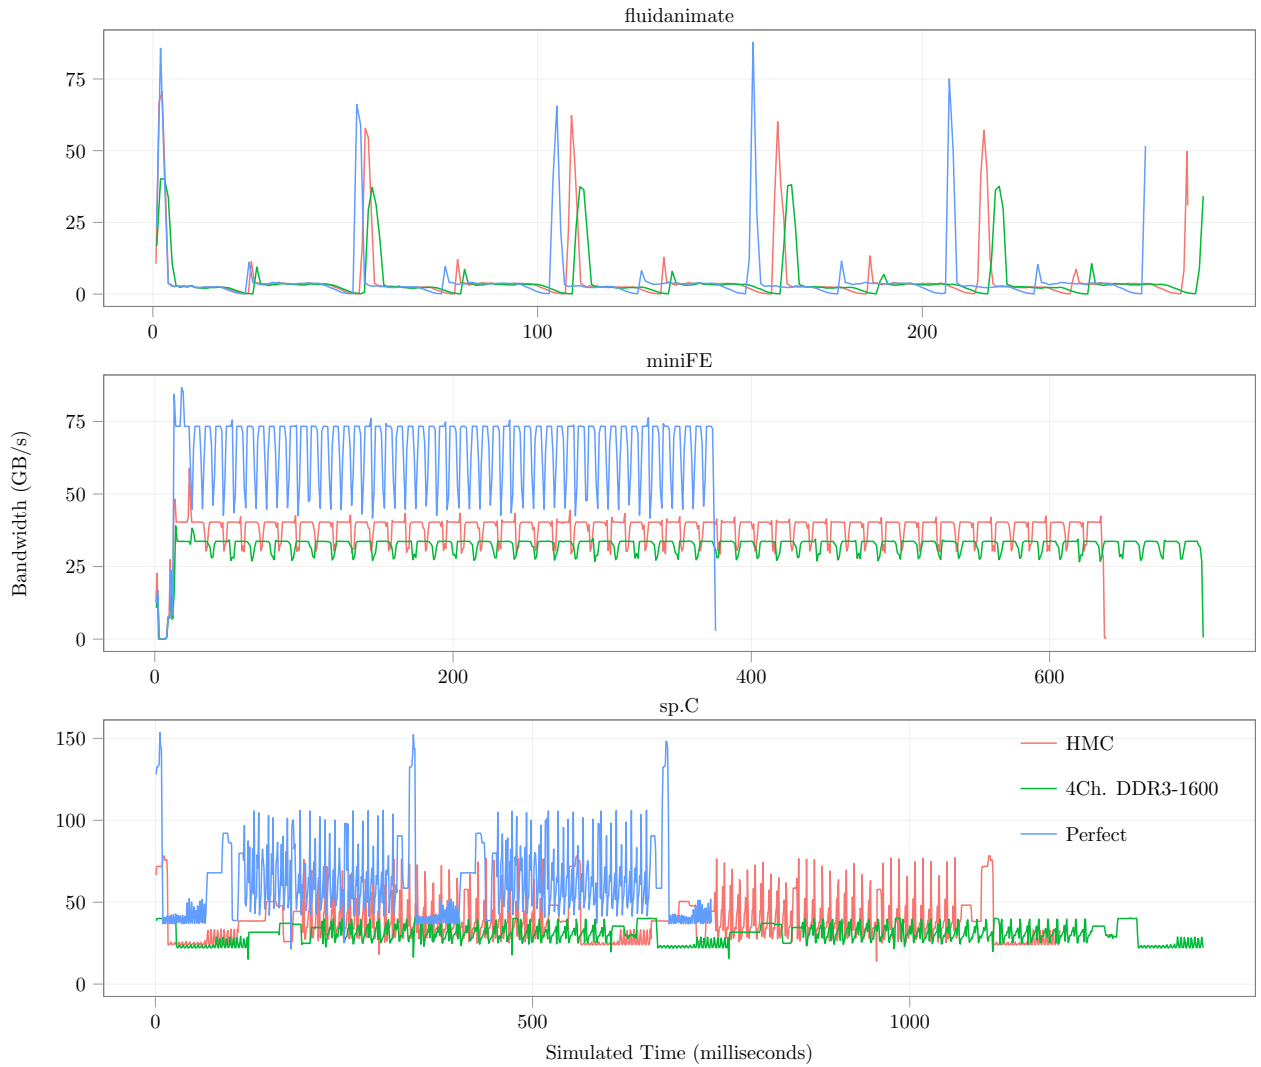 fluidanimate
75
50
25
0
0 100 200
miniFE
75
50
25
0
0 200 400 600
Bandwidth (GB/s)
sp.C
150
100
50
0
HMC
4Ch. DDR3-1600
Perfect
0 500 1000
Simulated Time (milliseconds)